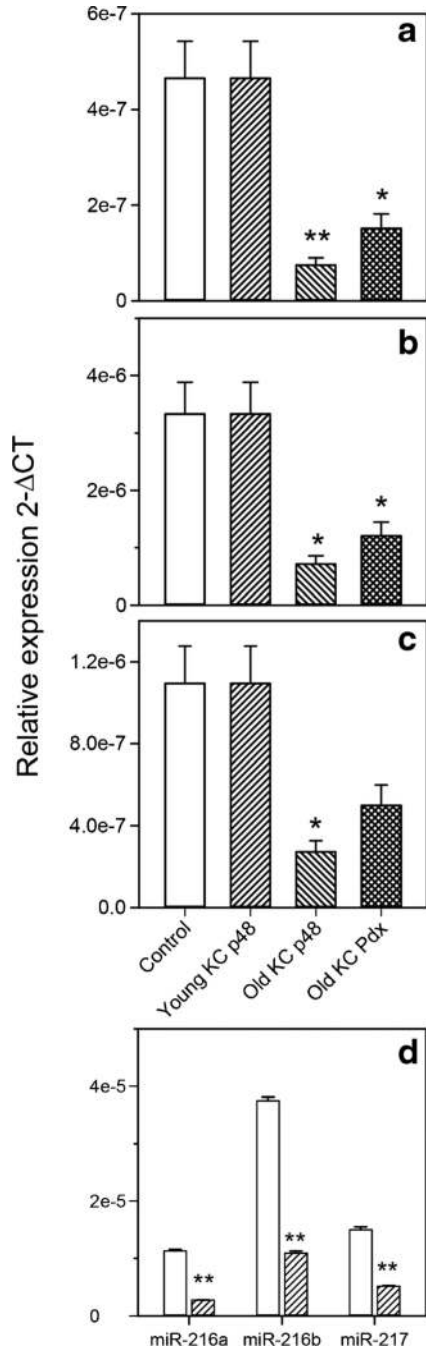 Relative expression 2-ΔCT
a
6e-7
4e-7
2e-7
0
**
*
b
4e-6
2e-6
0
*
*
c
1.2e-6
8.0e-7
4.0e-7
0.0
*
Control
Young KC p48
Old KC p48
Old KC Pdx
d
4e-5
2e-5
0
**
**
**
miR-216a miR-216b miR-217